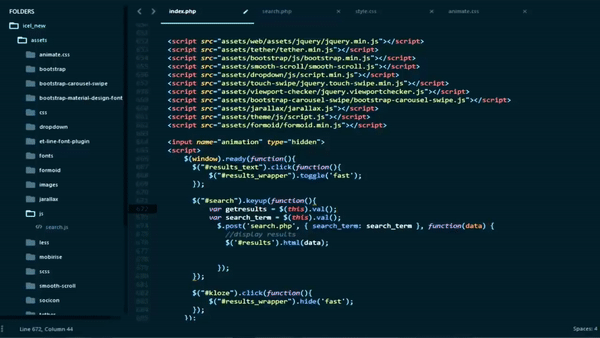 FOLDERS
icel_new
assets
animate.css
bootstrap
bootstrap-carousel-swipe
bootstrap-material-design-font
css
dropdown
et-line-font-plugin
fonts
formoid
images
jarallax
js
search.js
less
mobirise
scss
smooth-scroll
socicon
tether
index.php
search.php
style.css
animate.css
<script src="assets/web/assets/jquery/jquery.min.js"></script>
<script src="assets/tether/tether.min.js"></script>
<script src="assets/bootstrap/js/bootstrap.min.js"></script>
<script src="assets/smooth-scroll/smooth-scroll.js"></script>
<script src="assets/dropdown/js/script.min.js"></script>
<script src="assets/touch-swipe/jquery.touch-swipe.min.js"></script>
<script src="assets/viewport-checker/jquery.viewportchecker.js"></script>
<script src="assets/bootstrap-carousel-swipe/bootstrap-carousel-swipe.js"></script>
<script src="assets/jarallax/jarallax.js"></script>
<script src="assets/theme/js/script.js"></script>
<script src="assets/formoid/formoid.min.js"></script>
<input name="animation" type="hidden">
<script>
$(window).ready(function(){
$("#results_text").click(function(){
$("#results_wrapper").toggle('fast');
});
$("#search").keyup(function(){
var getresults = $(this).val();
var search_term = $(this).val();
$.post('search.php', { search_term: search_term }, function(data) {
//display results
$('#results').html(data);
});
});
$("#kloze").click(function(){
$("#results_wrapper").hide('fast');
});
});
Line 672, Column 44
Spaces: 4